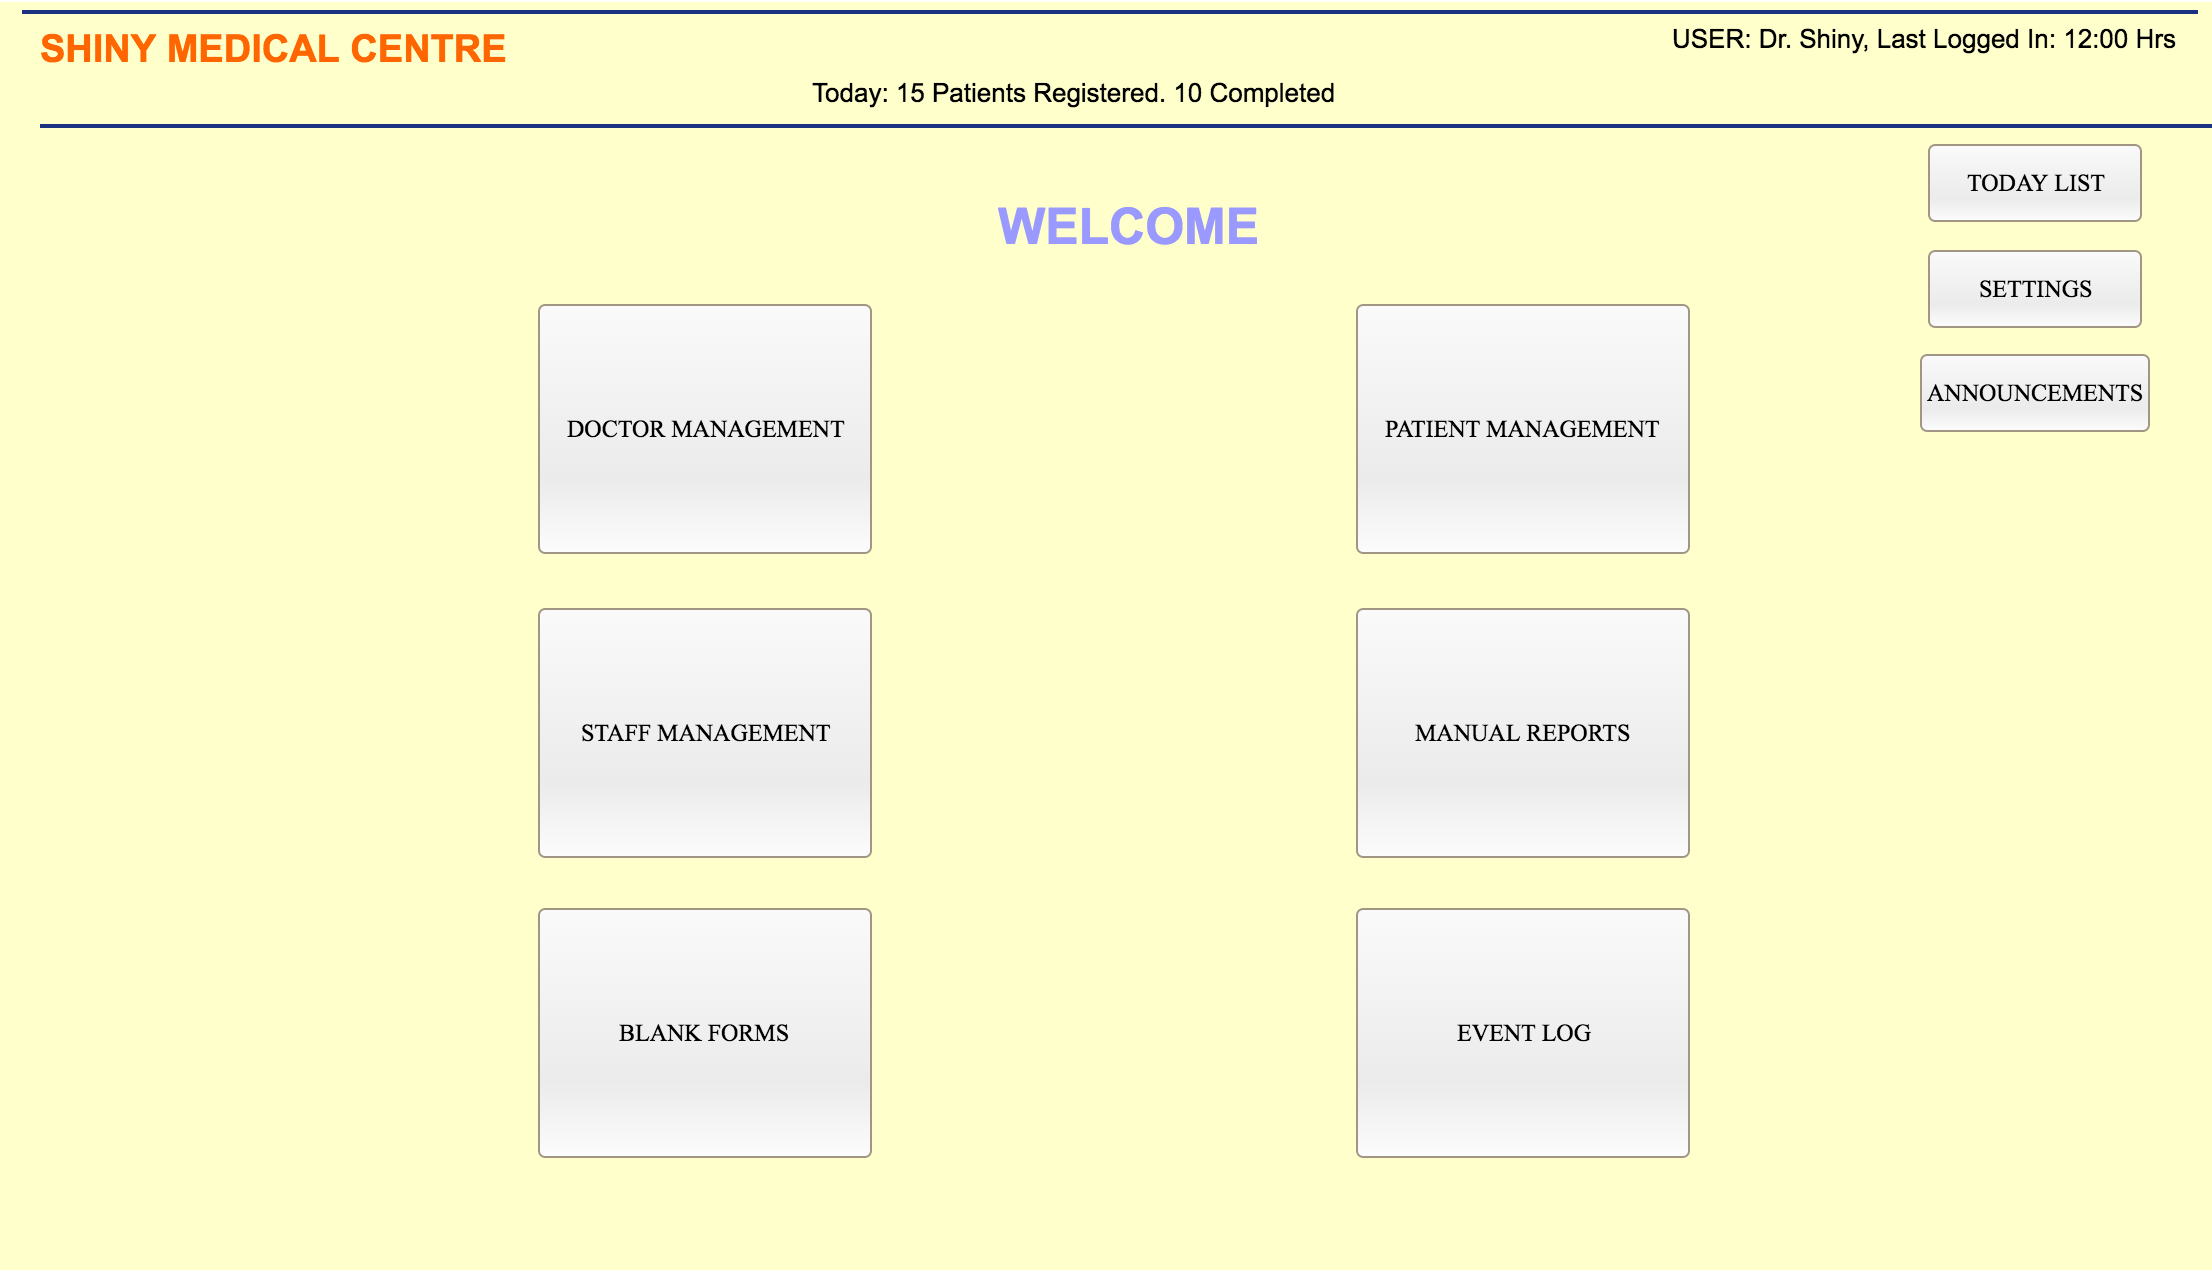 SHINY MEDICAL CENTRE
USER: Dr. Shiny, Last Logged In: 12:00 Hrs
Today: 15 Patients Registered. 10 Completed
TODAY LIST
WELCOME
SETTINGS
ANNOUNCEMENTS
DOCTOR MANAGEMENT
PATIENT MANAGEMENT
STAFF MANAGEMENT
MANUAL REPORTS
BLANK FORMS
EVENT LOG